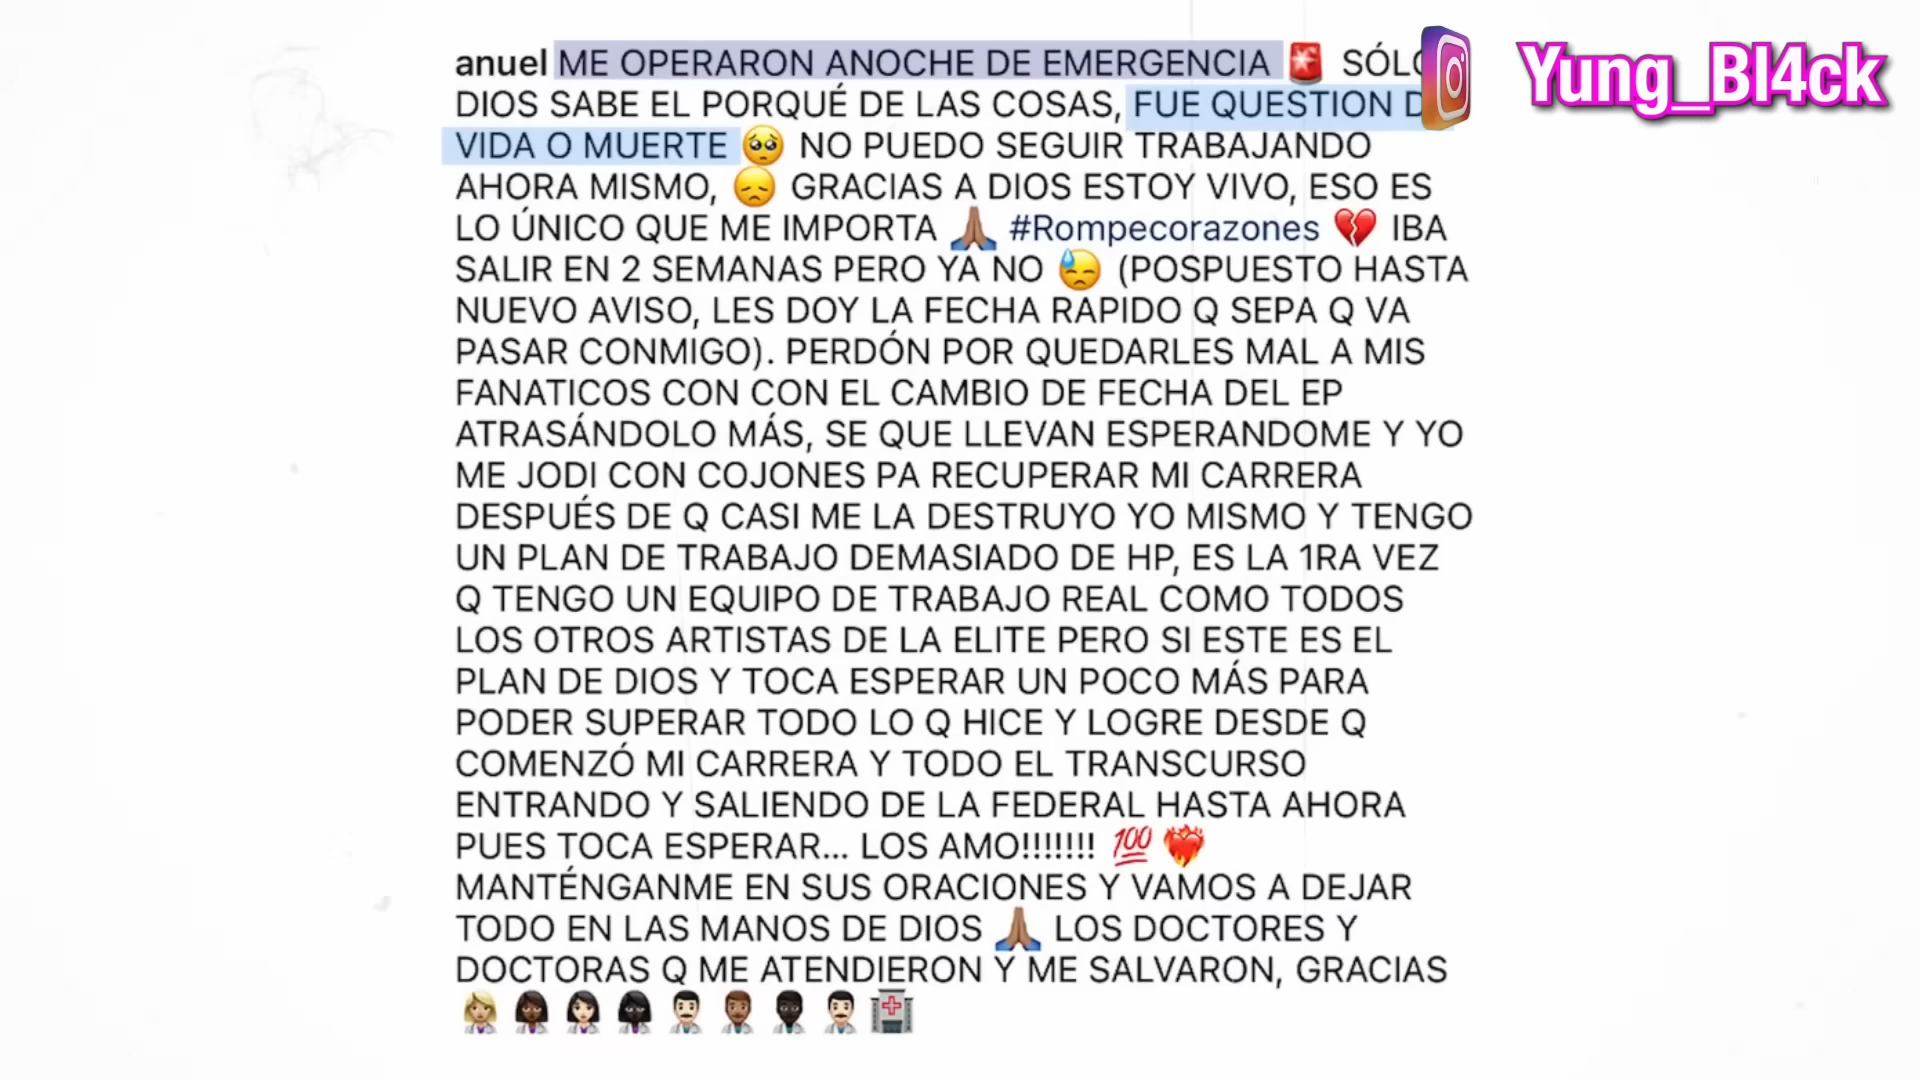 anuel ME OPERARON ANOCHE DE EMERGENCIA 🚨 SÓLO
DIOS SABE EL PORQUÉ DE LAS COSAS, FUE QUESTION D
VIDA O MUERTE 🥺 NO PUEDO SEGUIR TRABAJANDO
AHORA MISMO, 😞 GRACIAS A DIOS ESTOY VIVO, ESO ES
LO ÚNICO QUE ME IMPORTA 🙏🏽 #Rompecorazones 💔 IBA
SALIR EN 2 SEMANAS PERO YA NO 😓 (POSPUESTO HASTA
NUEVO AVISO, LES DOY LA FECHA RAPIDO Q SEPA Q VA
PASAR CONMIGO). PERDÓN POR QUEDARLES MAL A MIS
FANATICOS CON CON EL CAMBIO DE FECHA DEL EP
ATRASÁNDOLO MÁS, SE QUE LLEVAN ESPERANDOME Y YO
ME JODI CON COJONES PA RECUPERAR MI CARRERA
DESPUÉS DE Q CASI ME LA DESTRUYO YO MISMO Y TENGO
UN PLAN DE TRABAJO DEMASIADO DE HP, ES LA 1RA VEZ
Q TENGO UN EQUIPO DE TRABAJO REAL COMO TODOS
LOS OTROS ARTISTAS DE LA ELITE PERO SI ESTE ES EL
PLAN DE DIOS Y TOCA ESPERAR UN POCO MÁS PARA
PODER SUPERAR TODO LO Q HICE Y LOGRE DESDE Q
COMENZÓ MI CARRERA Y TODO EL TRANSCURSO
ENTRANDO Y SALIENDO DE LA FEDERAL HASTA AHORA
PUES TOCA ESPERAR... LOS AMO!!!!!!! 💯 ❤️‍🔥
MANTÉNGANME EN SUS ORACIONES Y VAMOS A DEJAR
TODO EN LAS MANOS DE DIOS 🙏🏽 LOS DOCTORES Y
DOCTORAS Q ME ATENDIERON Y ME SALVARON, GRACIAS
👩🏼‍⚕️ 👩🏾‍⚕️ 👩🏻‍⚕️ 👩🏿‍⚕️ 👨🏻‍⚕️ 👨🏽‍⚕️ 👨🏿‍⚕️ 👨🏻‍⚕️ 🏥
Yung_Bl4ck